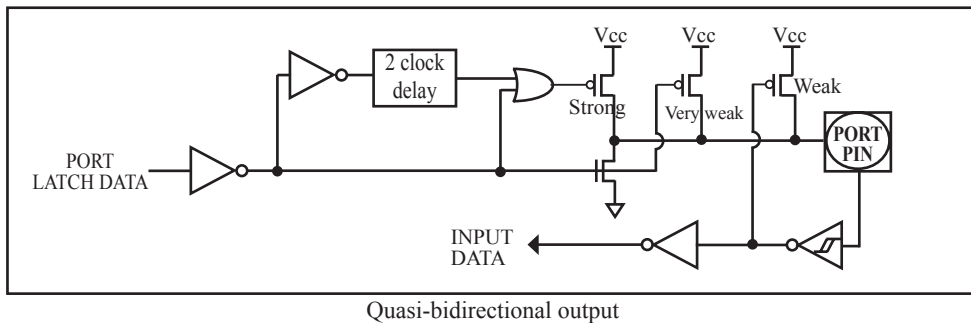 Vcc
Vcc
Vcc
2 clock
delay
Strong
Very weak
Weak
PORT
PIN
PORT
LATCH DATA
INPUT
DATA
Quasi-bidirectional output